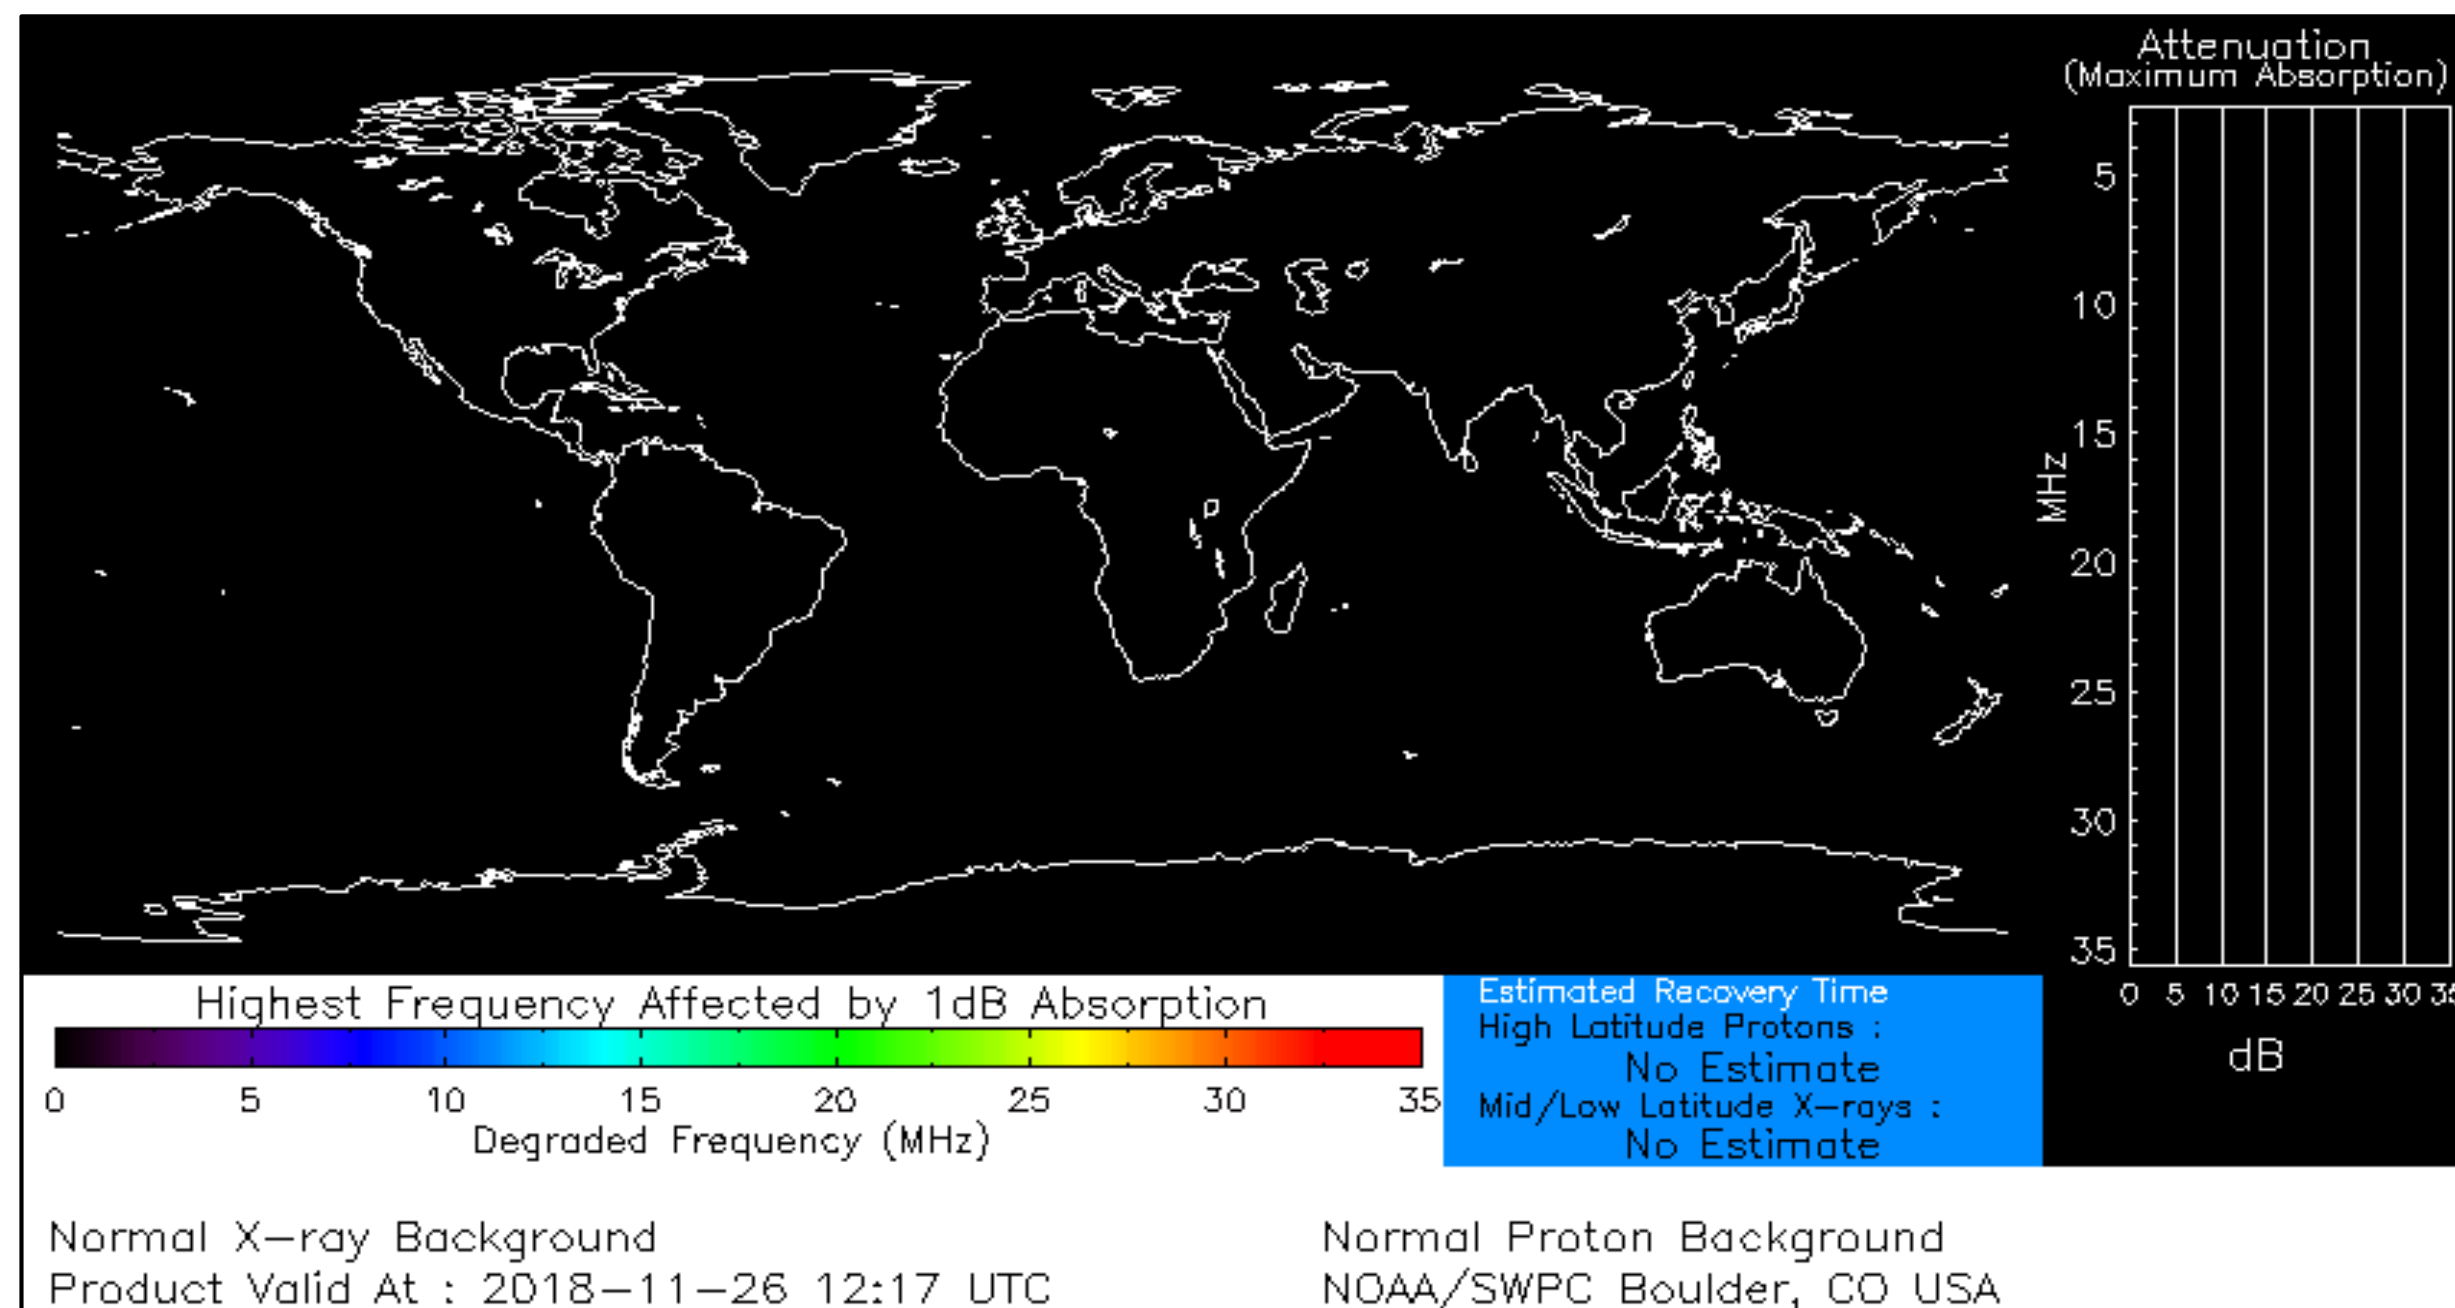 Attenuation
(Maximum Absorption)
5
10
15
20
25
30
35
MHz
0 5 10 15 20 25 30
dB
Highest Frequency Affected by 1dB Absorption
0 5 10 15 20 25 30 35
Degraded Frequency (MHz)
Estimated Recovery Time
High Latitude Protons :
No Estimate
Mid/Low Latitude X-rays :
No Estimate
Normal X-ray Background
Normal Proton Background
Product Valid At : 2018-11-26 12:17 UTC
NOAA/SWPC Boulder, CO USA